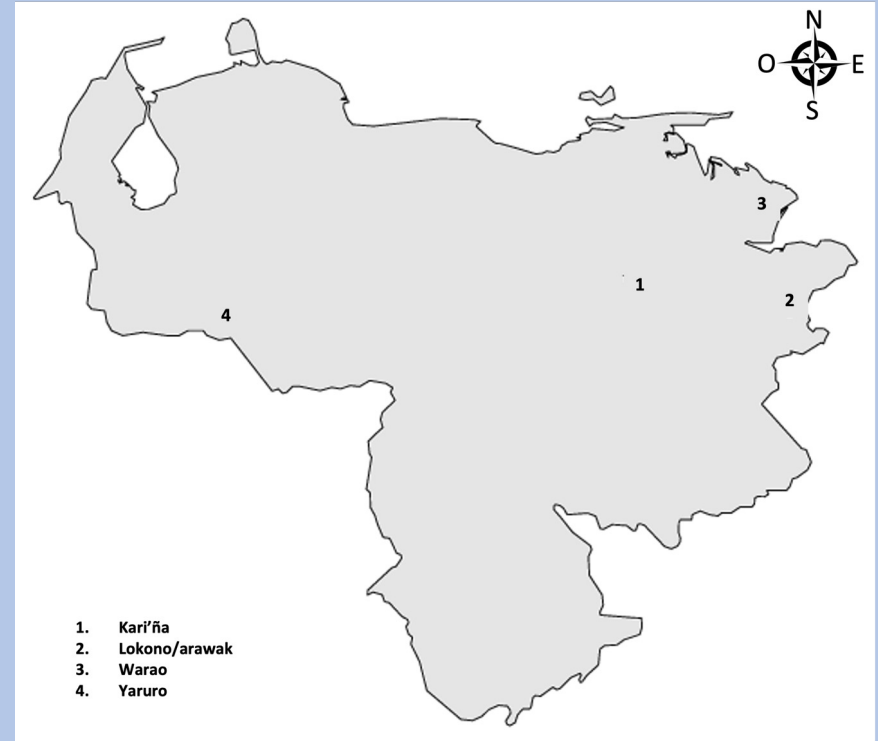 N
O E
S
3
1
2
4
1. Kari’ña
2. Lokono/arawak
3. Warao
4. Yaruro